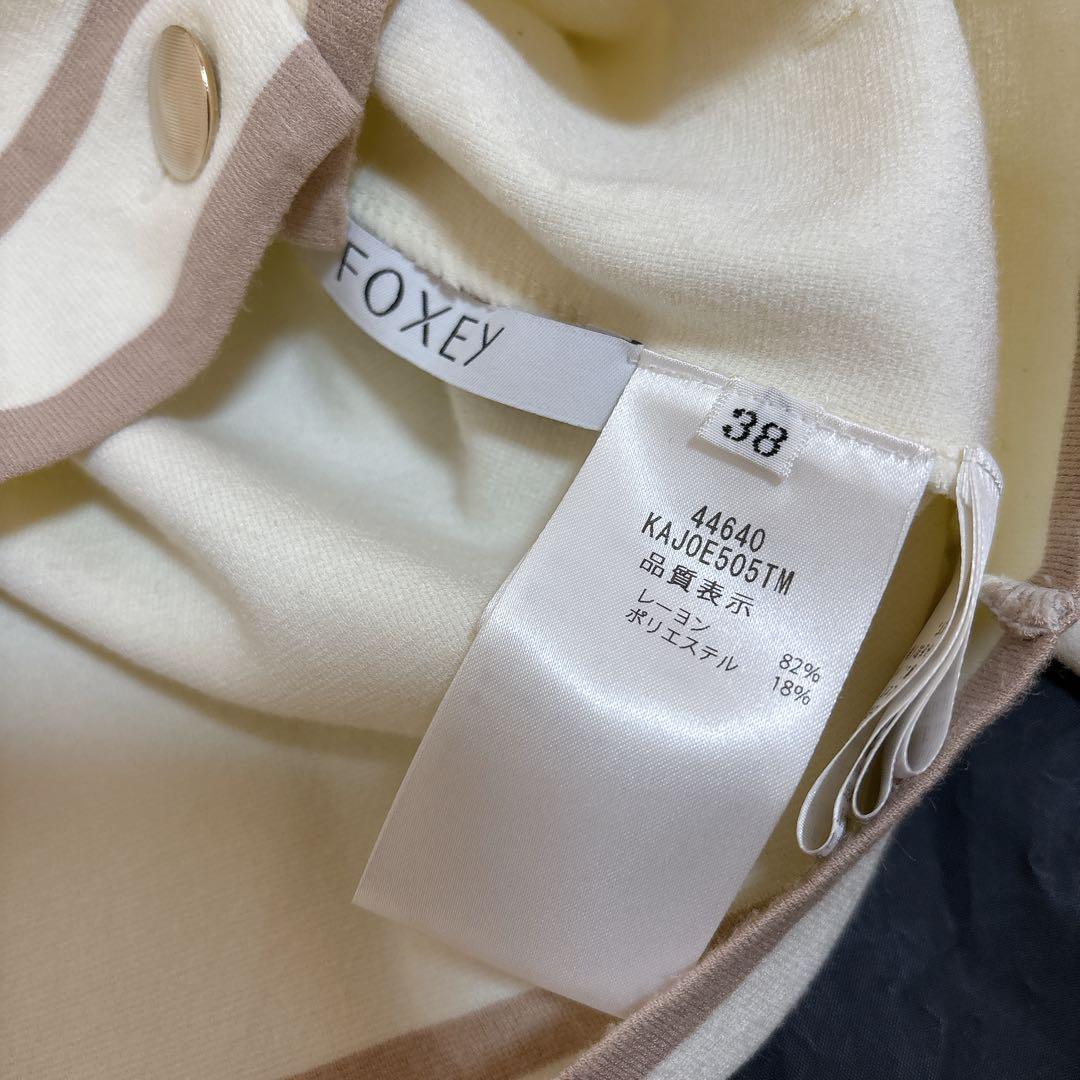 FOXEY
38
44640
KAJ0E505TM
品質表示
レーヨン 82%
ポリエステル 18%